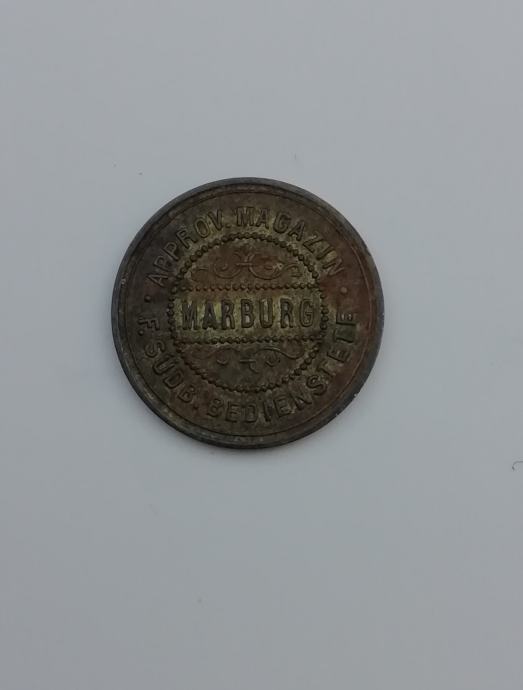 APPROV. MAGAZIN
MARBURG
F. SÜDB. BEDIENSTETE